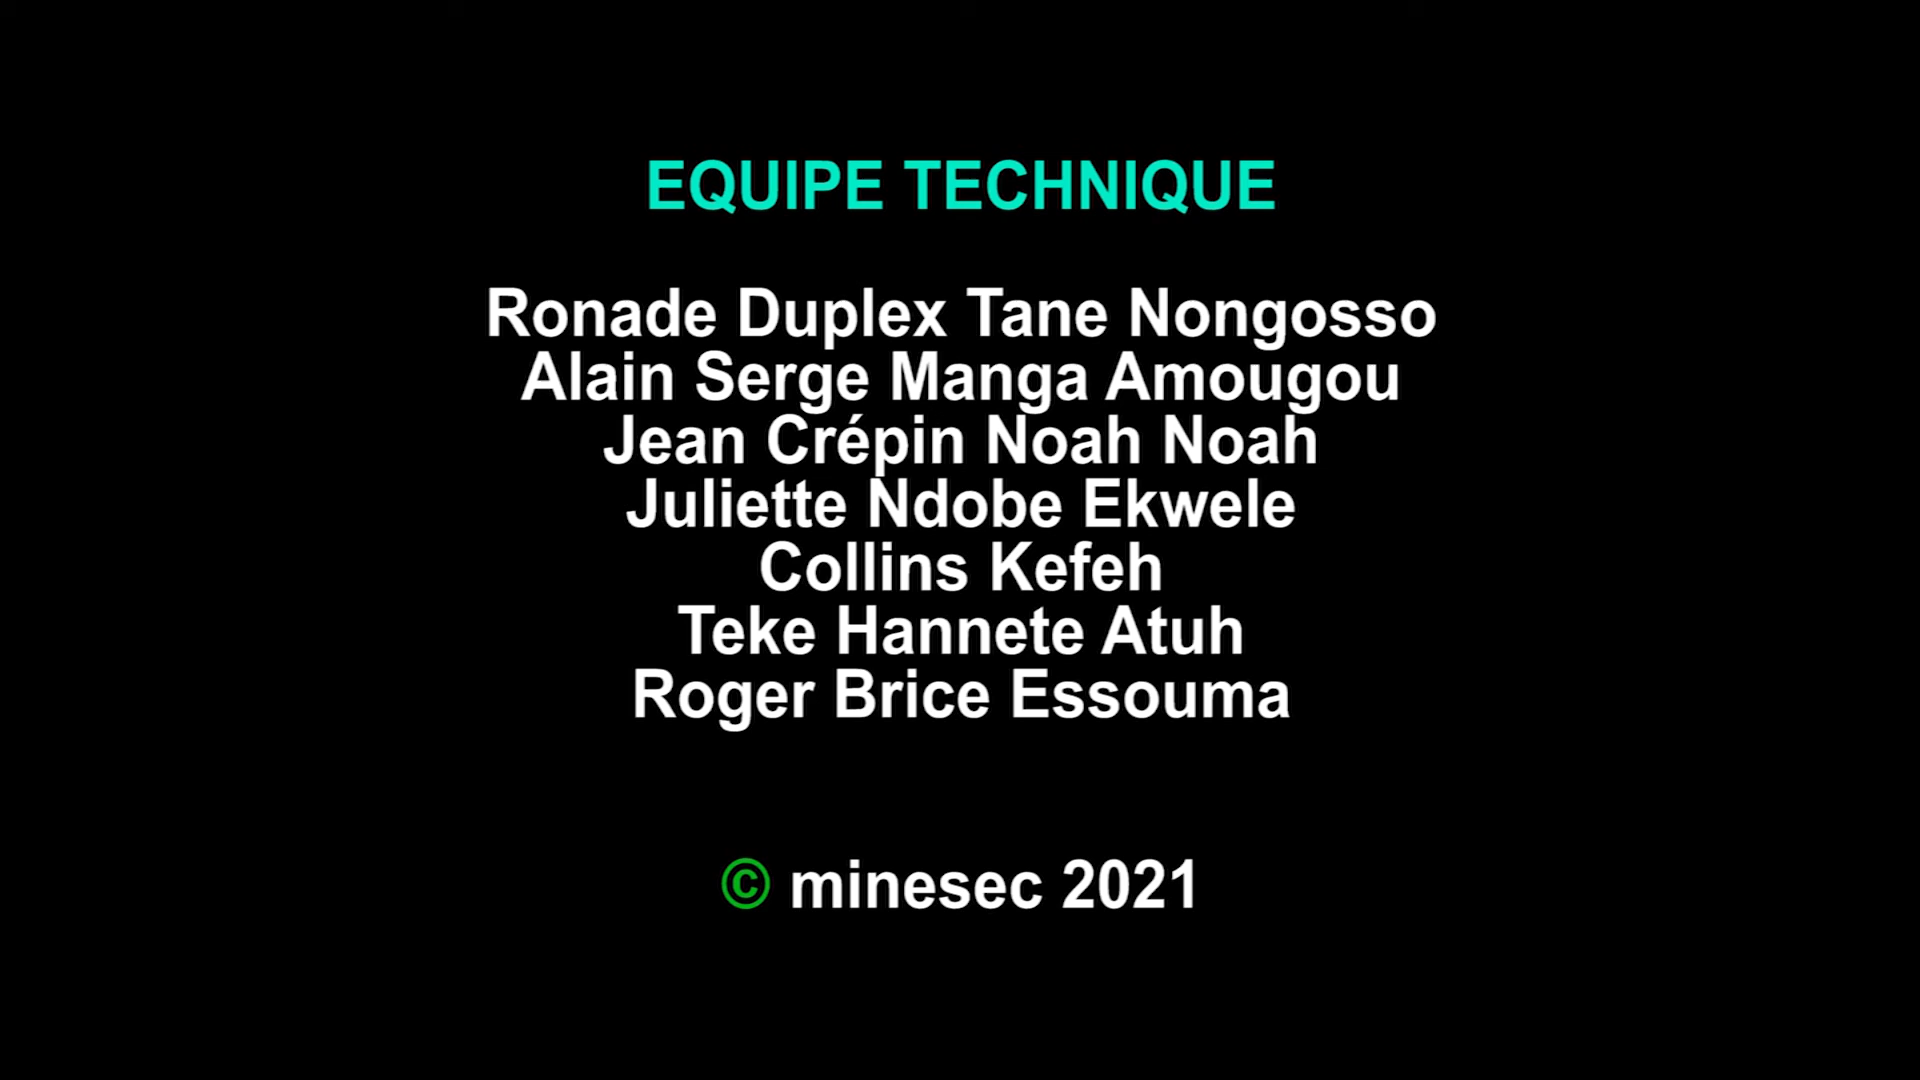 EQUIPE TECHNIQUE
Ronade Duplex Tane Nongosso
Alain Serge Manga Amougou
Jean Crépin Noah Noah
Juliette Ndobe Ekwele
Collins Kefeh
Teke Hannete Atuh
Roger Brice Essouma
© minesec 2021